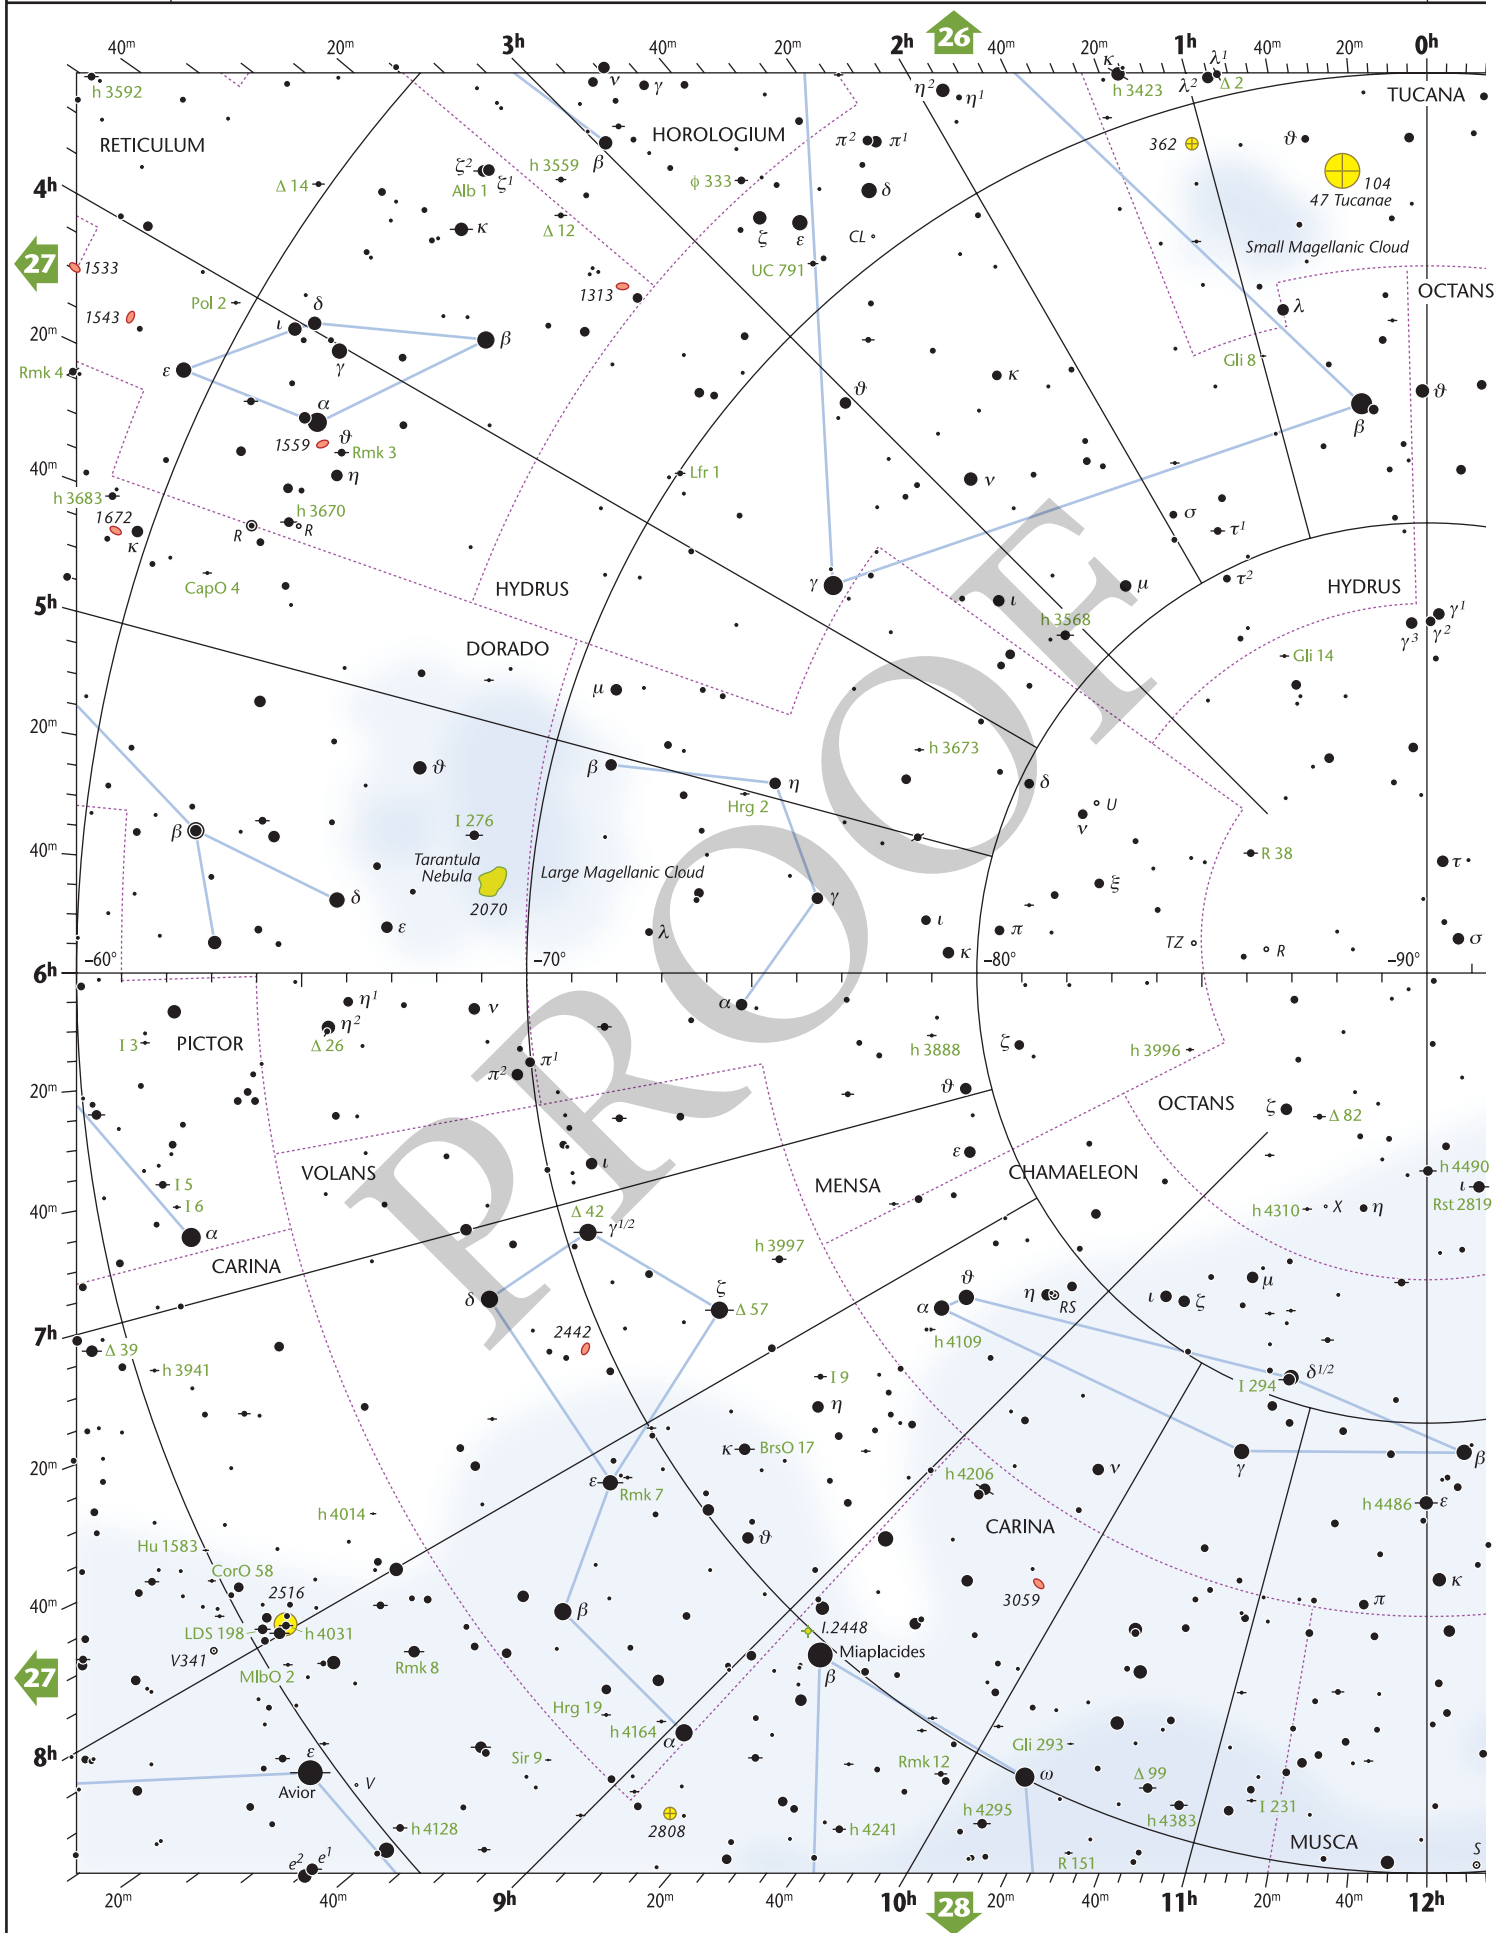 40m 20m 3h 40m 20m 2h 26 40m 20m 1h 40m 20m 0h
h 3592 ν γ η² η¹ κ h 3423 λ² λ¹ Δ 2 TUCANA
RETICULUM HOROLOGIUM π² π¹ 362 ϑ
β
Δ 14 ζ² ζ¹ Alb 1 h 3559 ϕ 333 δ 104
47 Tucanae
4h
κ Δ 12 ζ ε CL Small Magellanic Cloud
27 1533 UC 791
1543 Pol 2 1313 OCTANS
ι δ λ
20m β Gli 8
Rmk 4 ε γ κ ϑ
α ϑ β
1559 ϑ Rmk 3
40m η Lfr 1 ν
h 3683 h 3670 σ
1672 κ R R τ¹
CapO 4 τ²
5h HYDRUS γ ι μ HYDRUS
h 3568 γ³ γ² γ¹
DORADO Gli 14
μ
20m h 3673
ϑ β η δ
Hrg 2 U
β I 276 ν
40m Tarantula Nebula Large Magellanic Cloud R 38 τ
δ 2070 γ ξ
ε λ ι π TZ R σ
κ
6h –60° –70° –80° –90°
η¹ ν α
I 3 PICTOR η² Δ 26 h 3888 ζ h 3996
π² π¹
20m ϑ OCTANS ζ Δ 82
VOLANS ι ε CHAMAELEON h 4490
I 5 MENSA ι
I 6 Δ 42 h 4310 X η Rst 2819
40m α γ1/2
CARINA h 3997
ζ ϑ μ
δ Δ 57 α η RS ι ζ
7h Δ 39 2442 h 4109
h 3941 I 9 I 294 δ1/2
η
κ BrsO 17 γ β
20m ε Rmk 7 h 4206 ν
h 4014 h 4486 ε
Hu 1583 ϑ CARINA
CorO 58
2516 3059 κ
40m β π
LDS 198 h 4031 I.2448
V341 Miaplacides
27 MlbO 2 Rmk 8 β
Hrg 19
h 4164 α
8h ε Sir 9 Rmk 12 Gli 293
Avior V ω Δ 99
2808 h 4295 h 4383 I 231
h 4128 h 4241 MUSCA
e² e¹ R 151 S
20m 40m 9h 20m 40m 10h 28 20m 40m 11h 20m 40m 12h
PROOF